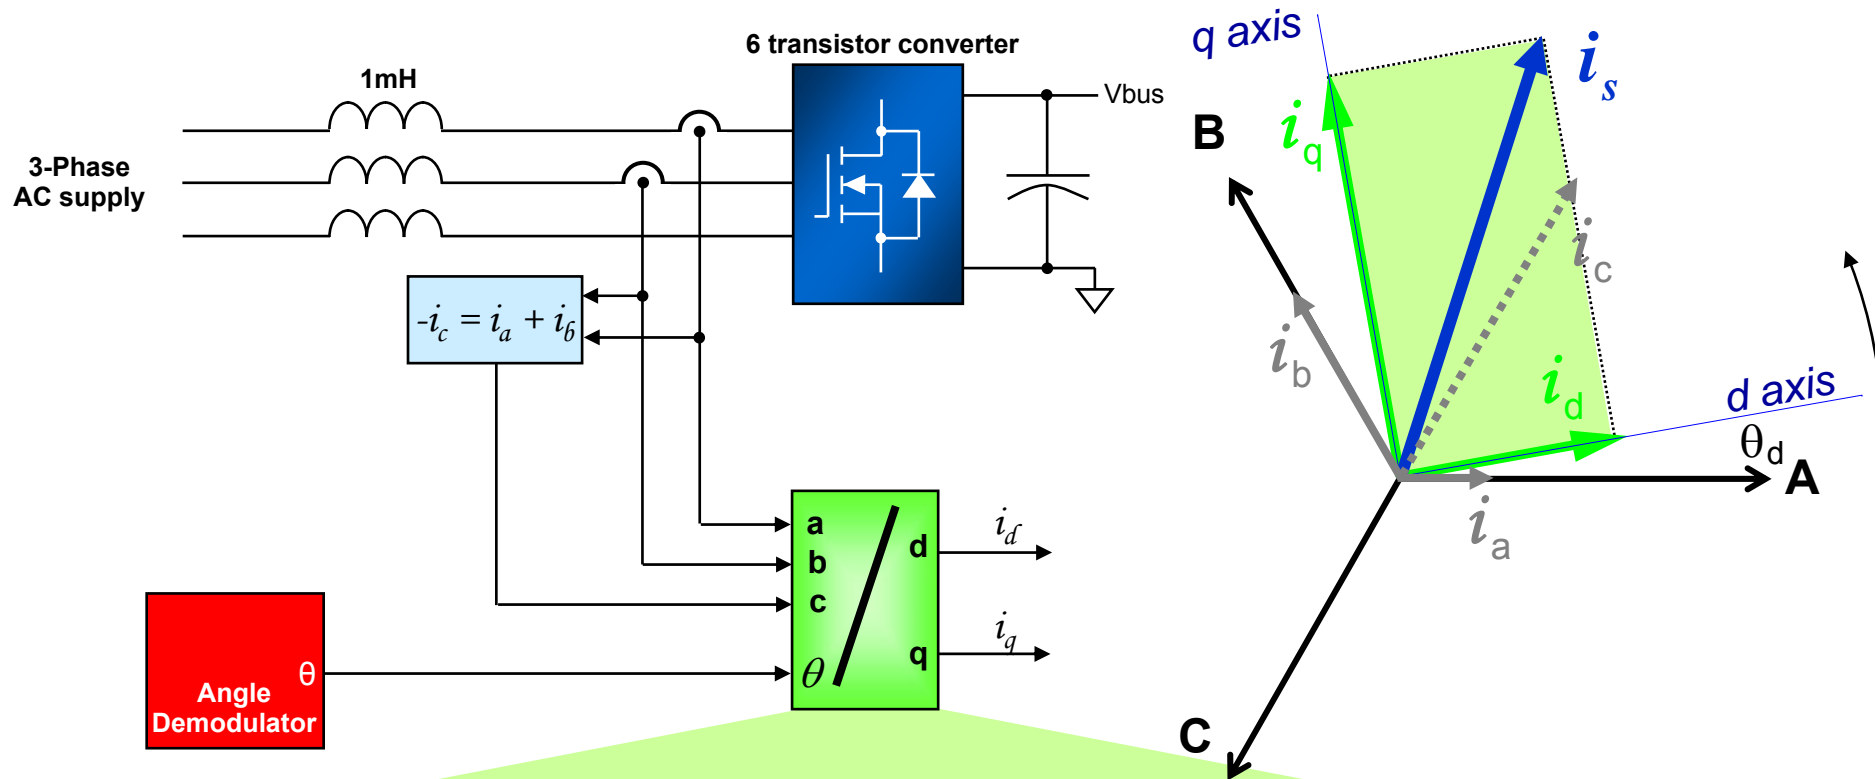 6 transistor converter
1mH
Vbus
3-Phase
AC supply
-i_c = i_a + i_b
a
b
c
θ
d
q
i_d
i_q
θ
Angle
Demodulator
q axis
i_s
B
i_q
i_c
i_b
i_d
d axis
θ_d
A
i_a
C